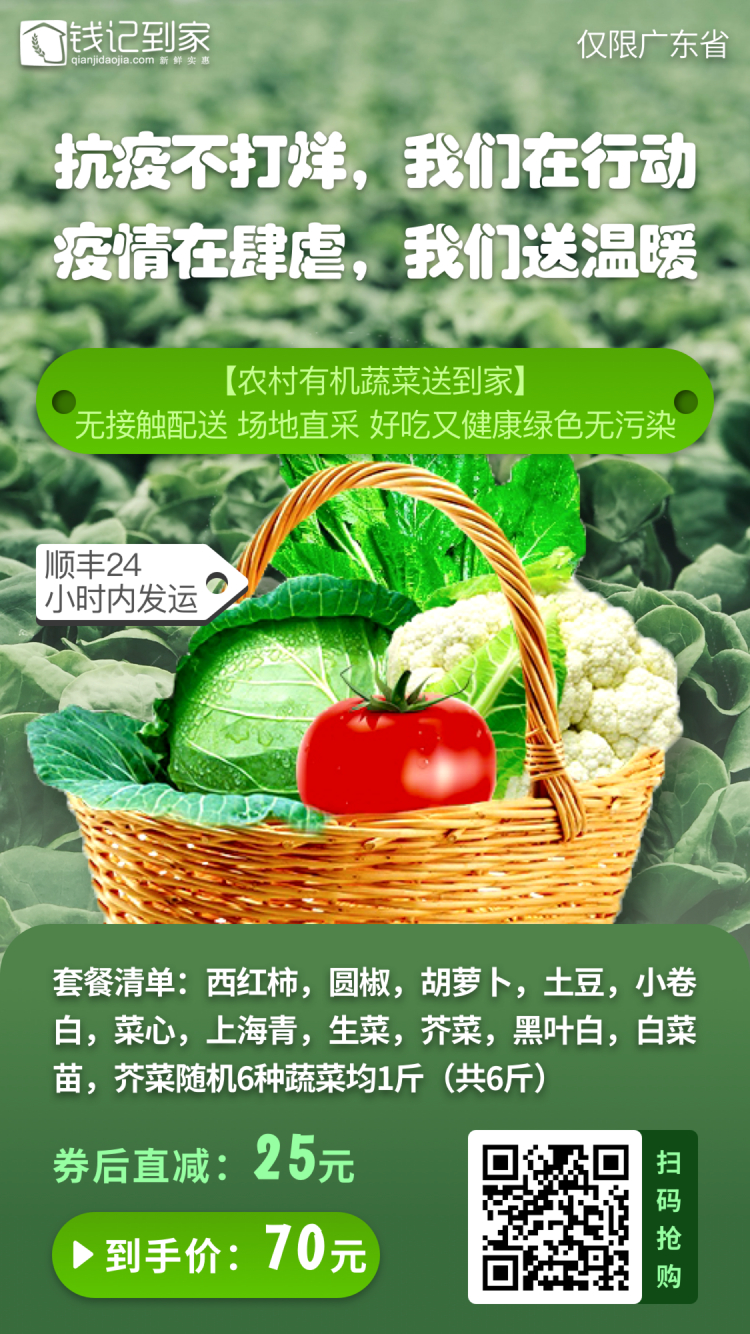 钱记到家
qianjidaojia.com 新鲜实惠
仅限广东省
抗疫不打烊，我们在行动
疫情在肆虐，我们送温暖
【农村有机蔬菜送到家】
无接触配送 场地直采 好吃又健康绿色无污染
顺丰24
小时内发运
套餐清单：西红柿，圆椒，胡萝卜，土豆，小卷
白，菜心，上海青，生菜，芥菜，黑叶白，白菜
苗，芥菜随机6种蔬菜均1斤（共6斤）
券后直减：25元
到手价：70元
扫码抢购